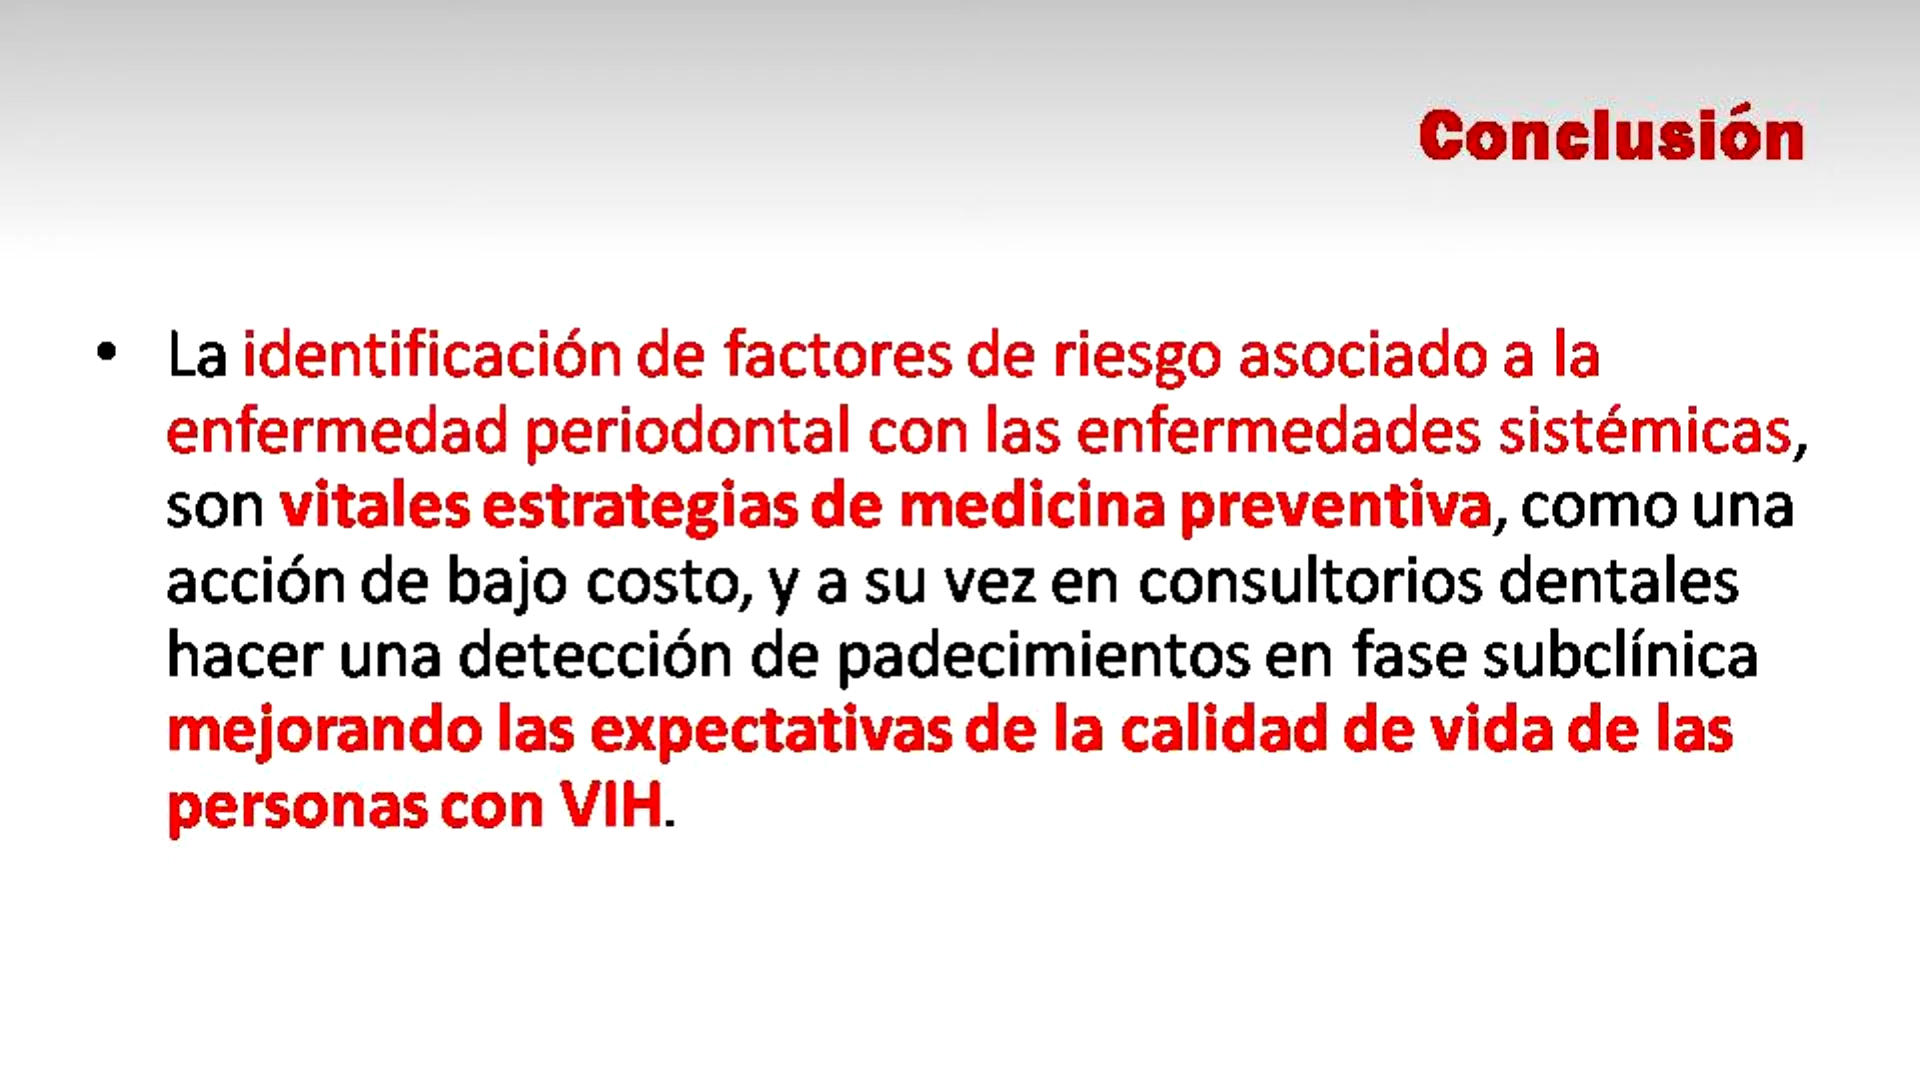 Conclusión
• La identificación de factores de riesgo asociado a la
enfermedad periodontal con las enfermedades sistémicas,
son vitales estrategias de medicina preventiva, como una
acción de bajo costo, y a su vez en consultorios dentales
hacer una detección de padecimientos en fase subclínica
mejorando las expectativas de la calidad de vida de las
personas con VIH.